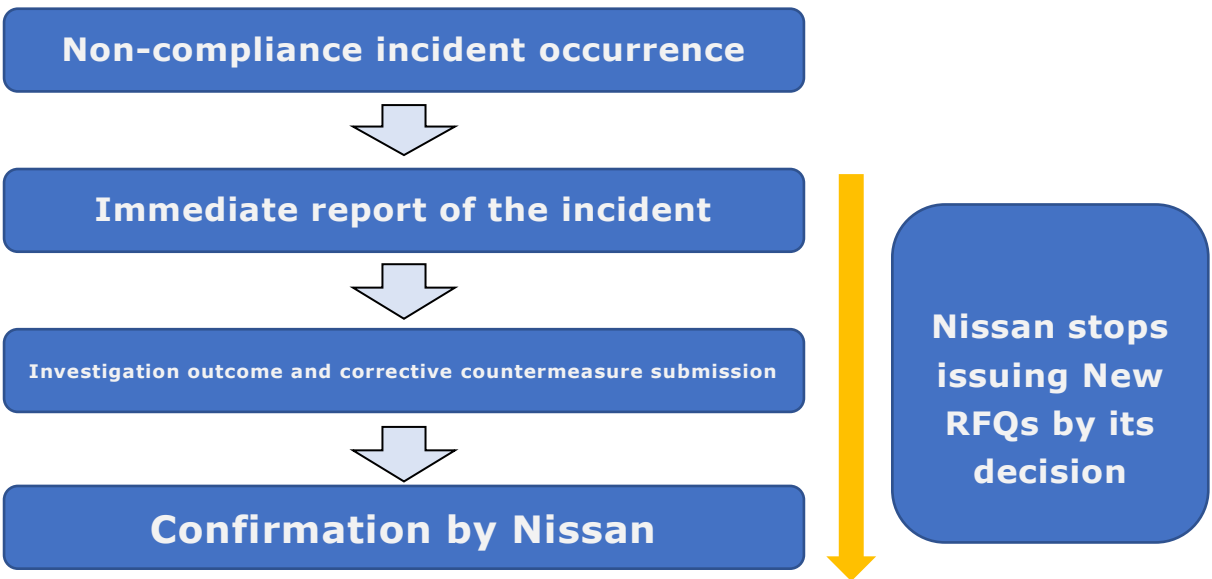 Non-compliance incident occurrence
Immediate report of the incident
Investigation outcome and corrective countermeasure submission
Confirmation by Nissan
Nissan stops
issuing New
RFQs by its
decision